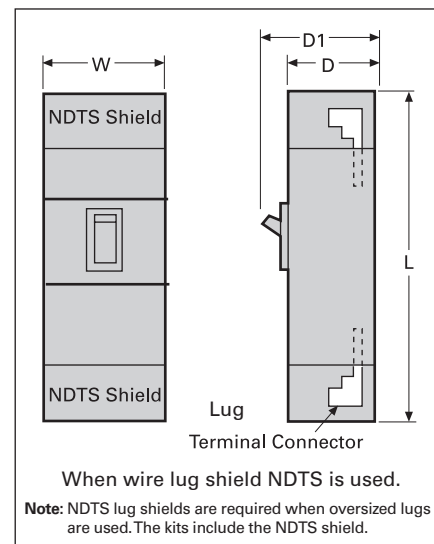 D1
W
D
NDTS Shield
L
NDTS Shield
Lug
Terminal Connector
When wire lug shield NDTS is used.
Note: NDTS lug shields are required when oversized lugs
are used. The kits include the NDTS shield.